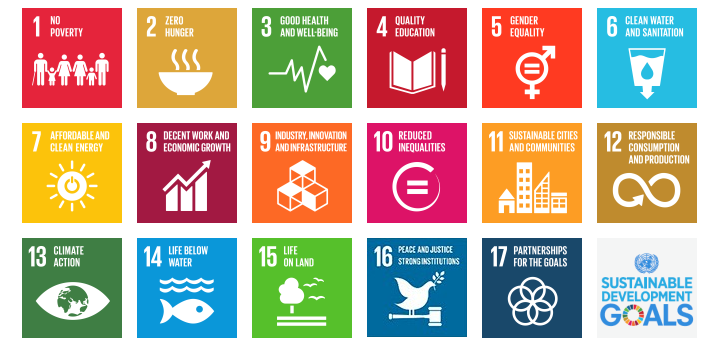 1 NO
POVERTY
2 ZERO
HUNGER
3 GOOD HEALTH
AND WELL-BEING
4 QUALITY
EDUCATION
5 GENDER
EQUALITY
6 CLEAN WATER
AND SANITATION
7 AFFORDABLE AND
CLEAN ENERGY
8 DECENT WORK AND
ECONOMIC GROWTH
9 INDUSTRY, INNOVATION
AND INFRASTRUCTURE
10 REDUCED
INEQUALITIES
11 SUSTAINABLE CITIES
AND COMMUNITIES
12 RESPONSIBLE
CONSUMPTION
AND PRODUCTION
13 CLIMATE
ACTION
14 LIFE BELOW
WATER
15 LIFE
ON LAND
16 PEACE AND JUSTICE
STRONG INSTITUTIONS
17 PARTNERSHIPS
FOR THE GOALS
SUSTAINABLE
DEVELOPMENT
GOALS